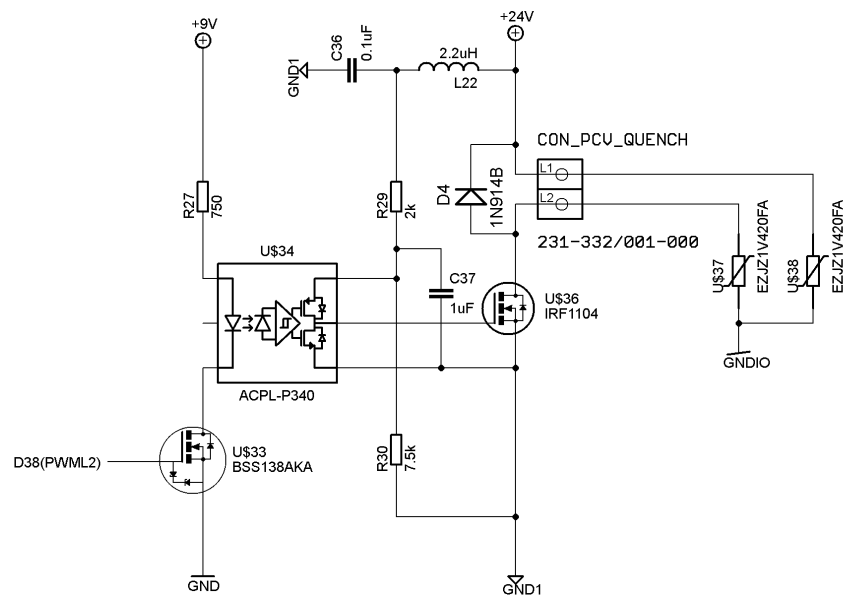 +9V
+24V
C36
0.1uF
2.2uH
L22
GND1
CON_PCV_QUENCH
L1
L2
D4
1N914B
R27
750
R29
2k
231-332/001-000
U$34
U$37
EZJZ1V420FA
U$38
EZJZ1V420FA
C37
1uF
U$36
IRF1104
GNDIO
ACPL-P340
U$33
BSS138AKA
D38(PWML2)
R30
7.5k
GND
GND1